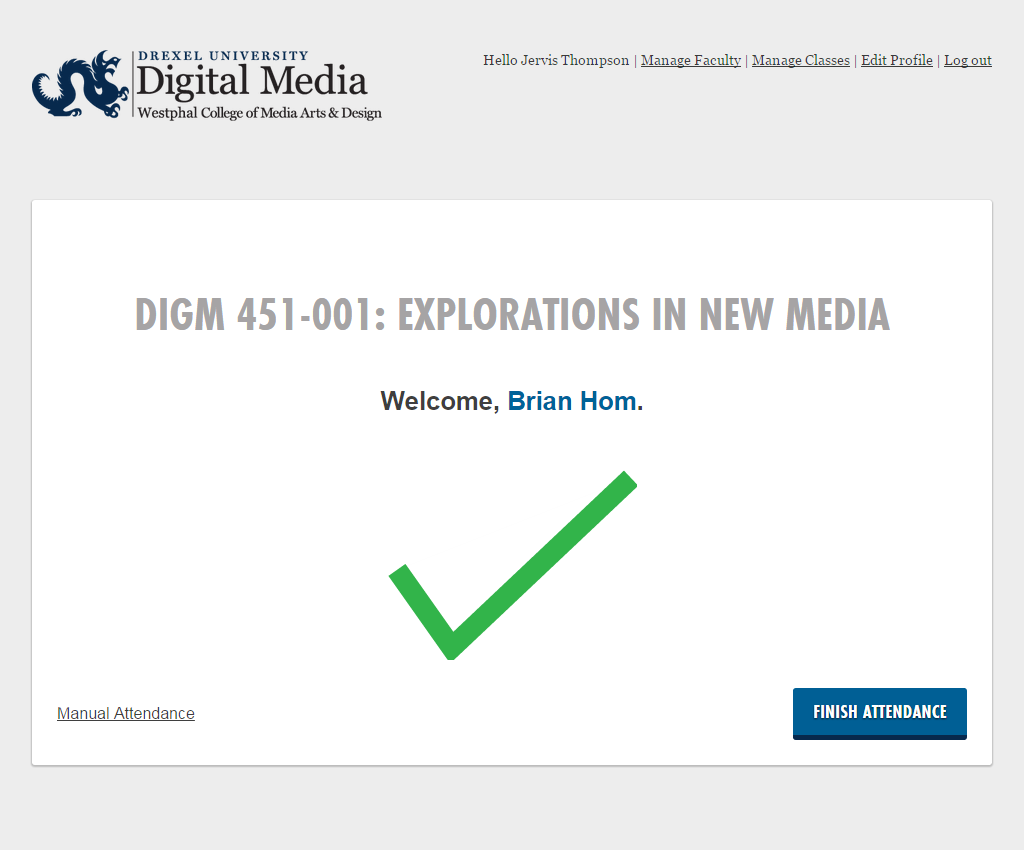 DREXEL UNIVERSITY
Digital Media
Westphal College of Media Arts & Design
Hello Jervis Thompson | Manage Faculty | Manage Classes | Edit Profile | Log out
DIGM 451-001: EXPLORATIONS IN NEW MEDIA
Welcome, Brian Hom.
Manual Attendance
FINISH ATTENDANCE